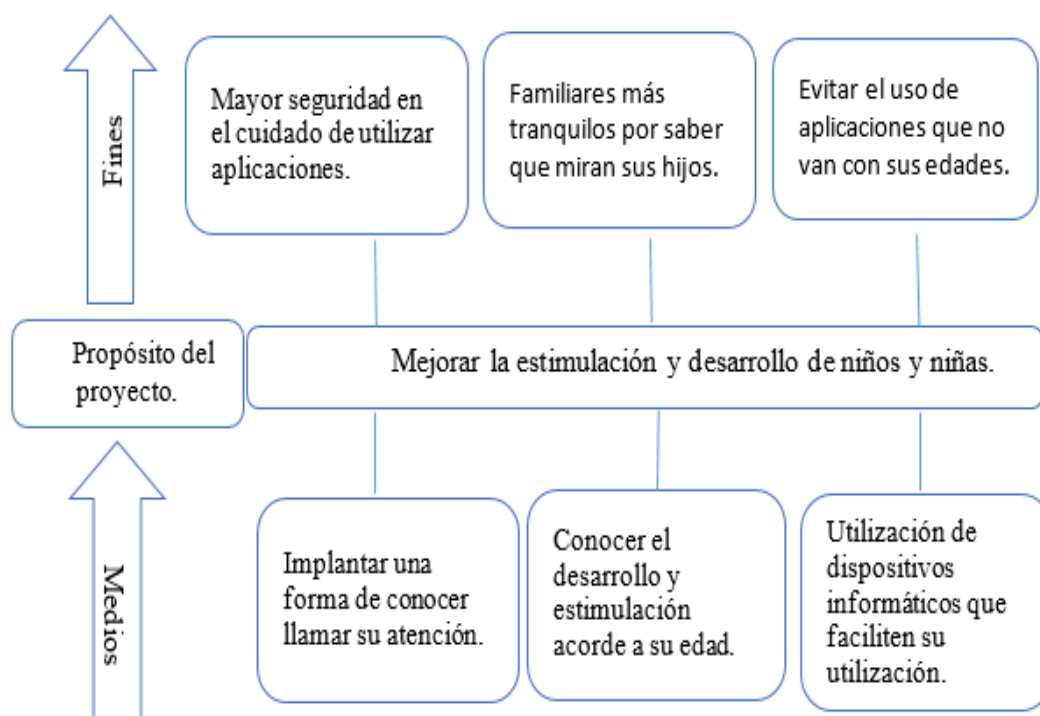 Fines
Mayor seguridad en
el cuidado de utilizar
aplicaciones.
Familiares más
tranquilos por saber
que miran sus hijos.
Evitar el uso de
aplicaciones que no
van con sus edades.
Propósito del
proyecto.
Mejorar la estimulación y desarrollo de niños y niñas.
Medios
Implantar una
forma de conocer
llamar su atención.
Conocer el
desarrollo y
estimulación
acorde a su edad.
Utilización de
dispositivos
informáticos que
faciliten su
utilización.